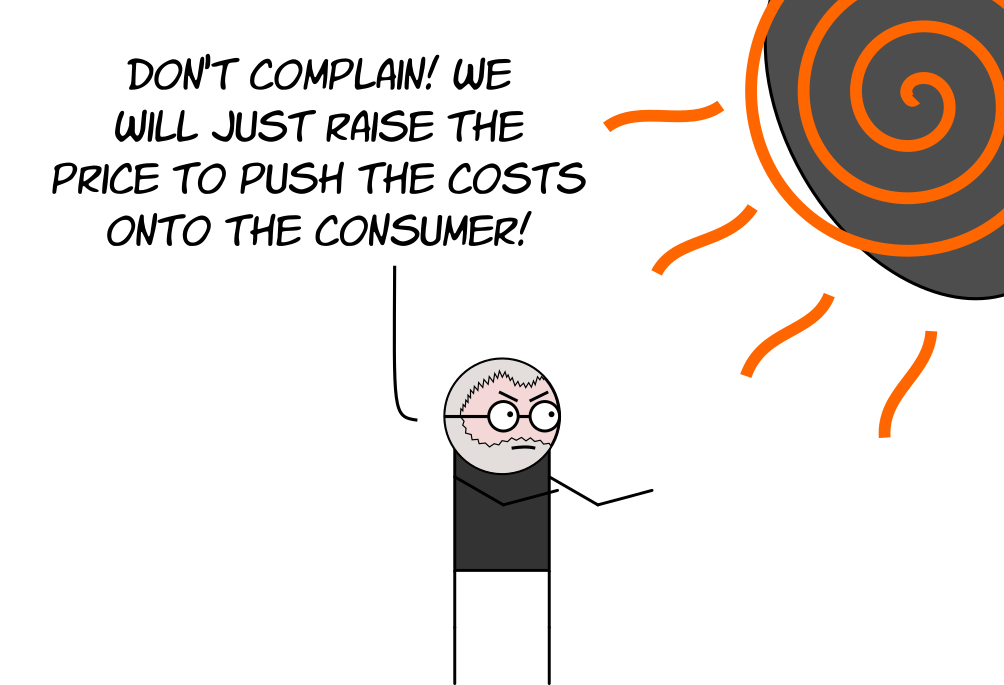 DON'T COMPLAIN! WE
WILL JUST RAISE THE
PRICE TO PUSH THE COSTS
ONTO THE CONSUMER!